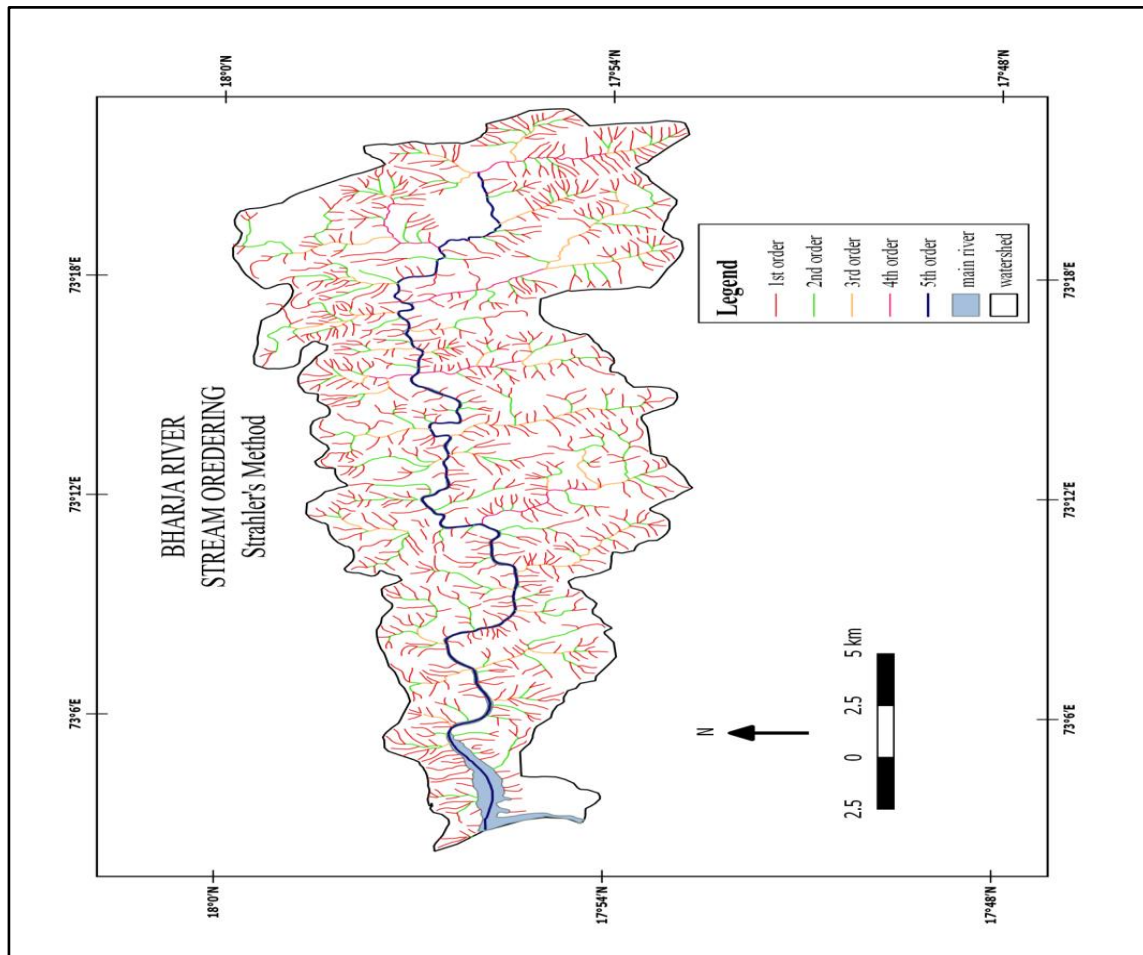 BHARJA RIVER
STREAM OREDERING
Strahler's Method
18°0'N
17°54'N
17°48'N
73°18'E
73°12'E
73°6'E
73°18'E
73°12'E
73°6'E
18°0'N
17°54'N
17°48'N
Legend
1st order
2nd order
3rd order
4th order
5th order
main river
watershed
N
2.5 0 2.5 5 km